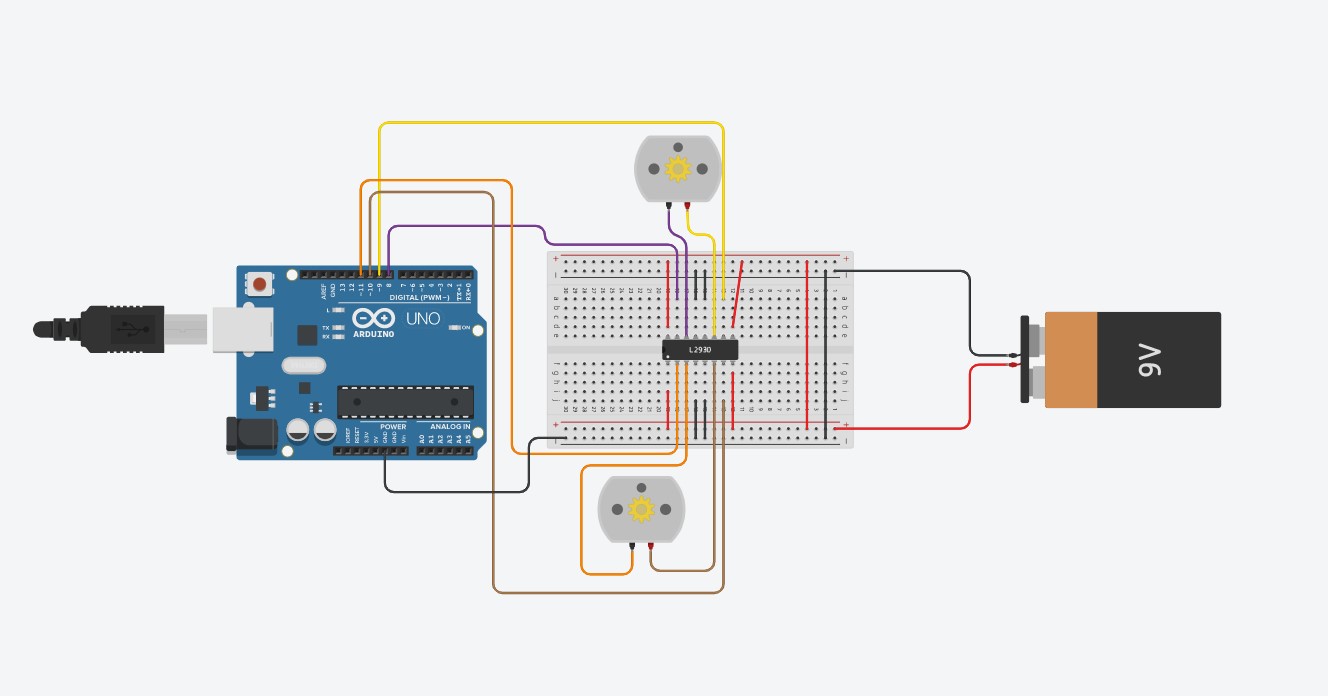 AREF
GND
13
12
~11
~10
~9
8
7
~6
~5
4
~3
2
TX→1
RX←0
DIGITAL (PWM~)
L
TX
RX
ARDUINO
UNO
ON
POWER
ANALOG IN
IOREF
RESET
3.3V
5V
GND
GND
Vin
A0
A1
A2
A3
A4
A5
L293D
9V